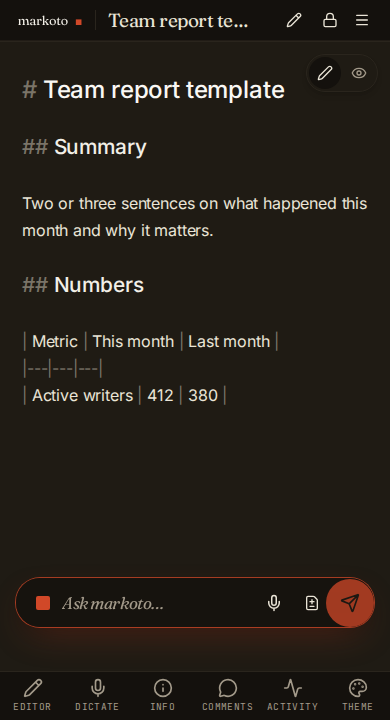 markoto
Team report te...
# Team report template
## Summary
Two or three sentences on what happened this
month and why it matters.
## Numbers
| Metric | This month | Last month |
|---|---|---|
| Active writers | 412 | 380 |
Ask markoto...
EDITOR DICTATE INFO COMMENTS ACTIVITY THEME